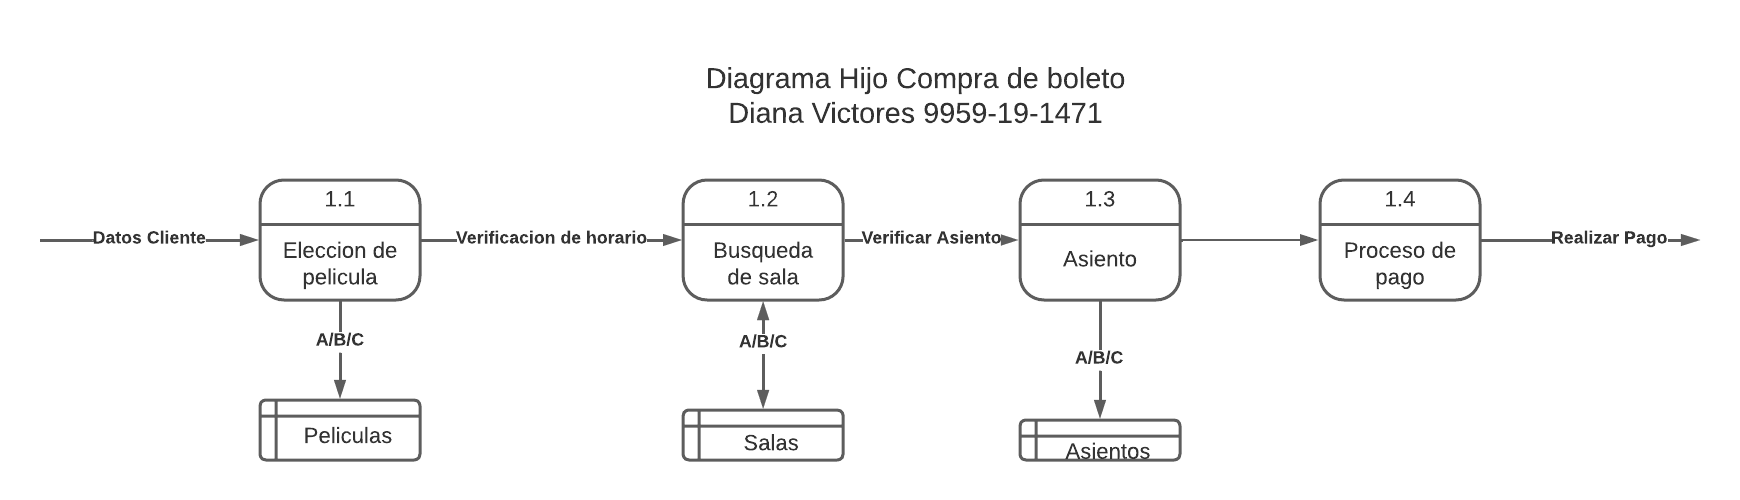 Diagrama Hijo Compra de boleto
Diana Victores 9959-19-1471
1.1
1.2
1.3
1.4
Datos Cliente
Eleccion de
pelicula
Verificacion de horario
Busqueda
de sala
Verificar Asiento
Asiento
Proceso de
pago
Realizar Pago
A/B/C
A/B/C
A/B/C
Peliculas
Salas
Asientos